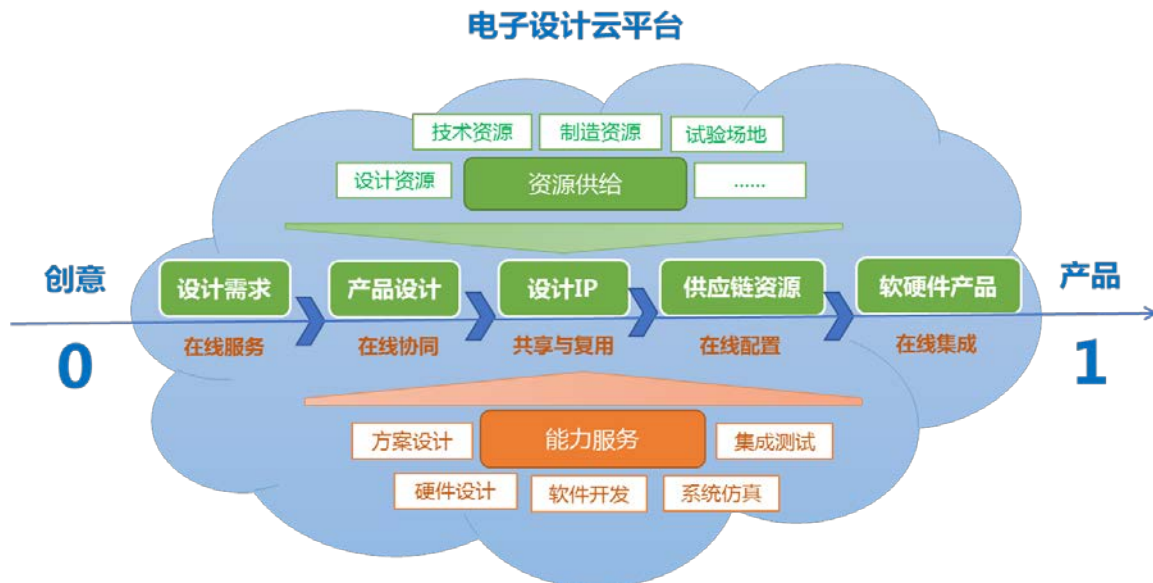 电子设计云平台
技术资源
制造资源
试验场地
设计资源
资源供给
......
创意
设计需求
产品设计
设计IP
供应链资源
软硬件产品
产品
0
在线服务
在线协同
共享与复用
在线配置
在线集成
1
方案设计
能力服务
集成测试
硬件设计
软件开发
系统仿真